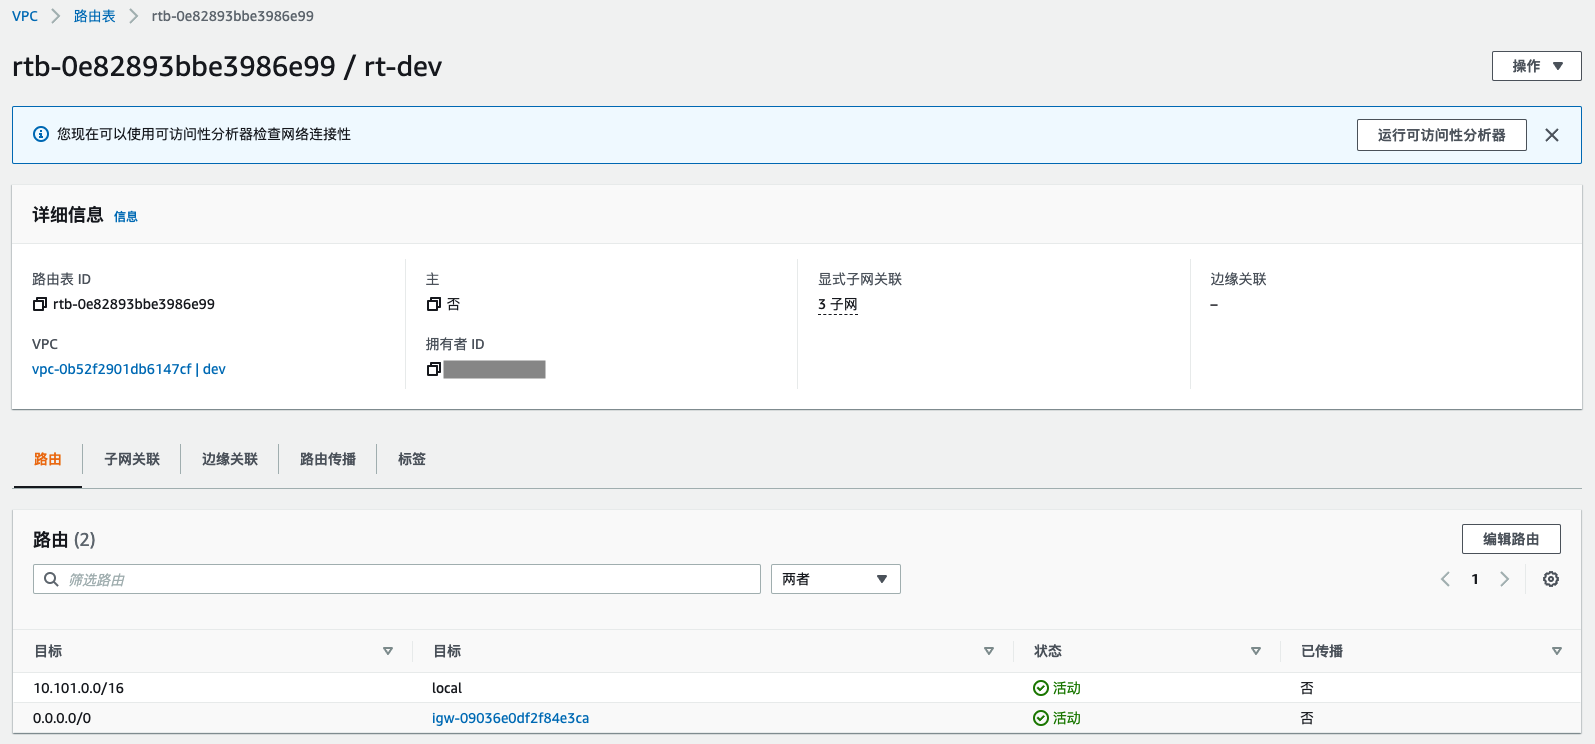 VPC 路由表 rtb-0e82893bbe3986e99
rtb-0e82893bbe3986e99 / rt-dev
操作
您现在可以使用可访问性分析器检查网络连接性
运行可访问性分析器
详细信息 信息
路由表 ID
rtb-0e82893bbe3986e99
VPC
vpc-0b52f2901db6147cf | dev
主
否
拥有者 ID
显式子网关联
3 子网
边缘关联
–
路由 子网关联 边缘关联 路由传播 标签
路由 (2)
编辑路由
筛选路由 两者 1
目标 目标 状态 已传播
10.101.0.0/16 local 活动 否
0.0.0.0/0 igw-09036e0df2f84e3ca 活动 否